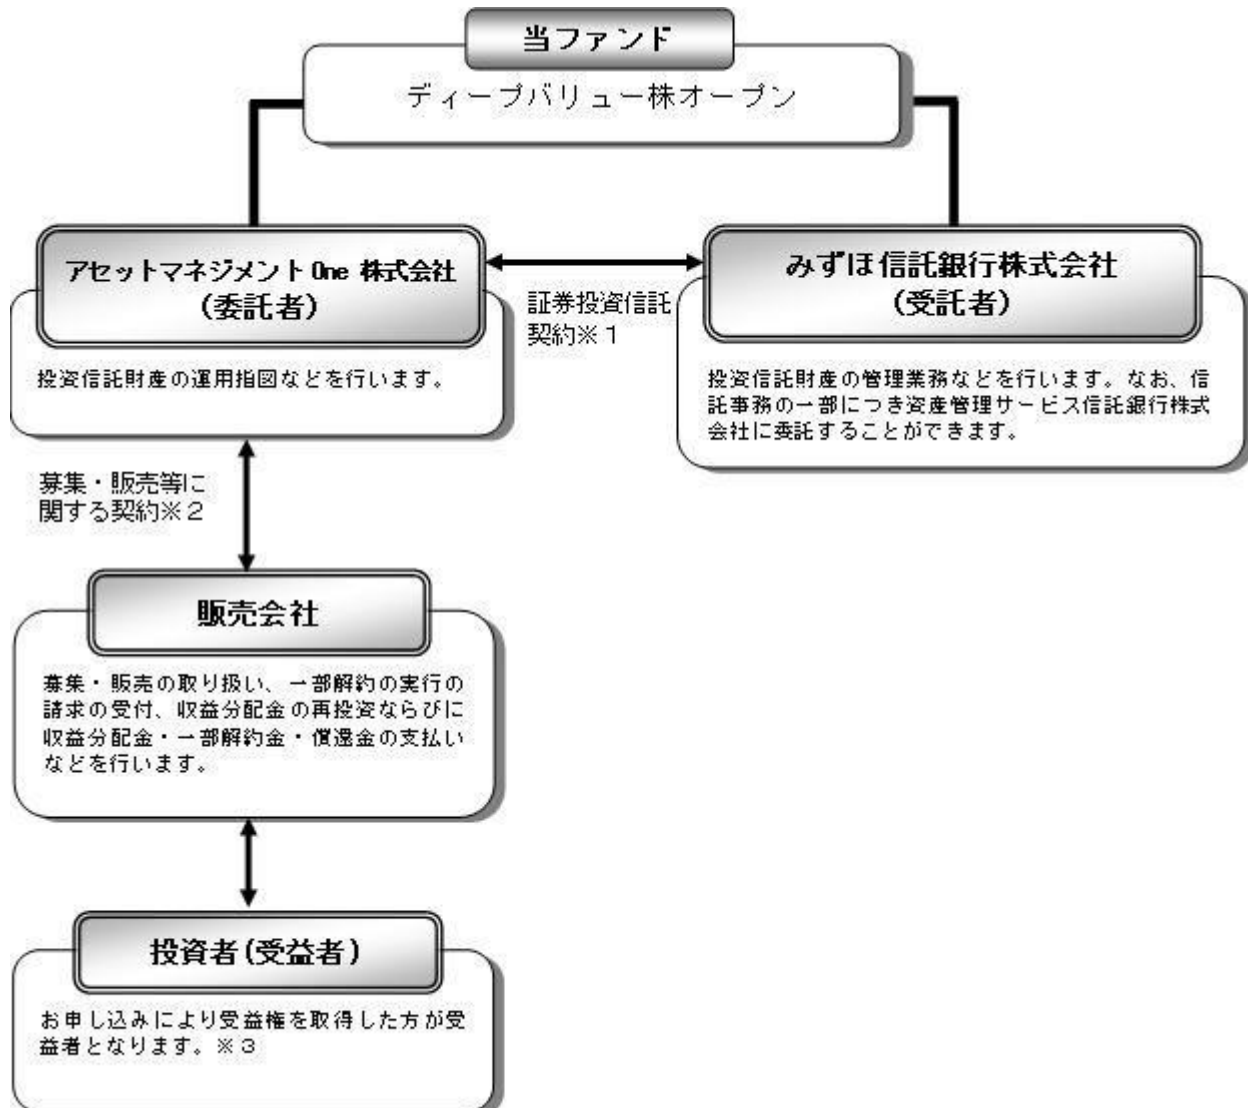 当ファンド
ディープバリュー株オープン
アセットマネジメントOne 株式会社
(委託者)
投資信託財産の運用指図などを行います。
証券投資信託
契約※1
みずほ信託銀行株式会社
(受託者)
投資信託財産の管理業務などを行います。なお、信
託事務の一部につき資産管理サービス信託銀行株式
会社に委託することができます。
募集・販売等に
関する契約※2
販売会社
募集・販売の取り扱い、一部解約の実行の
請求の受付、収益分配金の再投資ならびに
収益分配金・一部解約金・償還金の支払い
などを行います。
投資者(受益者)
お申し込みにより受益権を取得した方が受
益者となります。※3